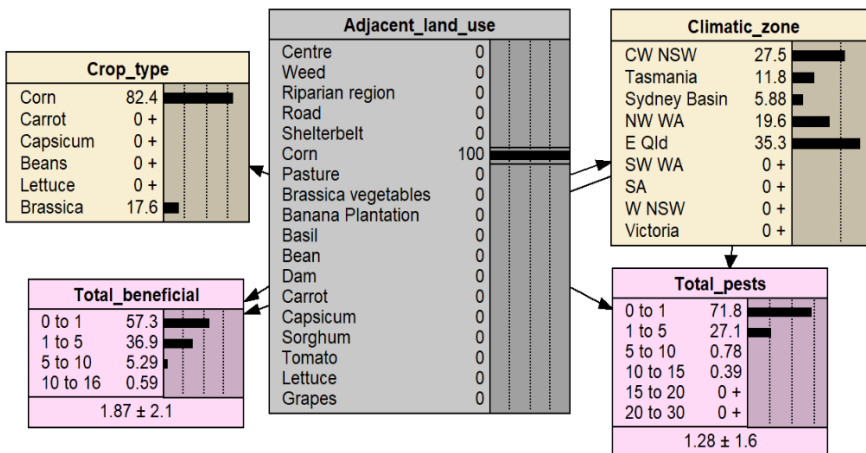 Crop_type
Corn 82.4
Carrot 0 +
Capsicum 0 +
Beans 0 +
Lettuce 0 +
Brassica 17.6
Adjacent_land_use
Centre 0
Weed 0
Riparian region 0
Road 0
Shelterbelt 0
Corn 100
Pasture 0
Brassica vegetables 0
Banana Plantation 0
Basil 0
Bean 0
Dam 0
Carrot 0
Capsicum 0
Sorghum 0
Tomato 0
Lettuce 0
Grapes 0
Climatic_zone
CW NSW 27.5
Tasmania 11.8
Sydney Basin 5.88
NW WA 19.6
E Qld 35.3
SW WA 0 +
SA 0 +
W NSW 0 +
Victoria 0 +
Total_beneficial
0 to 1 57.3
1 to 5 36.9
5 to 10 5.29
10 to 16 0.59
1.87 ± 2.1
Total_pests
0 to 1 71.8
1 to 5 27.1
5 to 10 0.78
10 to 15 0.39
15 to 20 0 +
20 to 30 0 +
1.28 ± 1.6